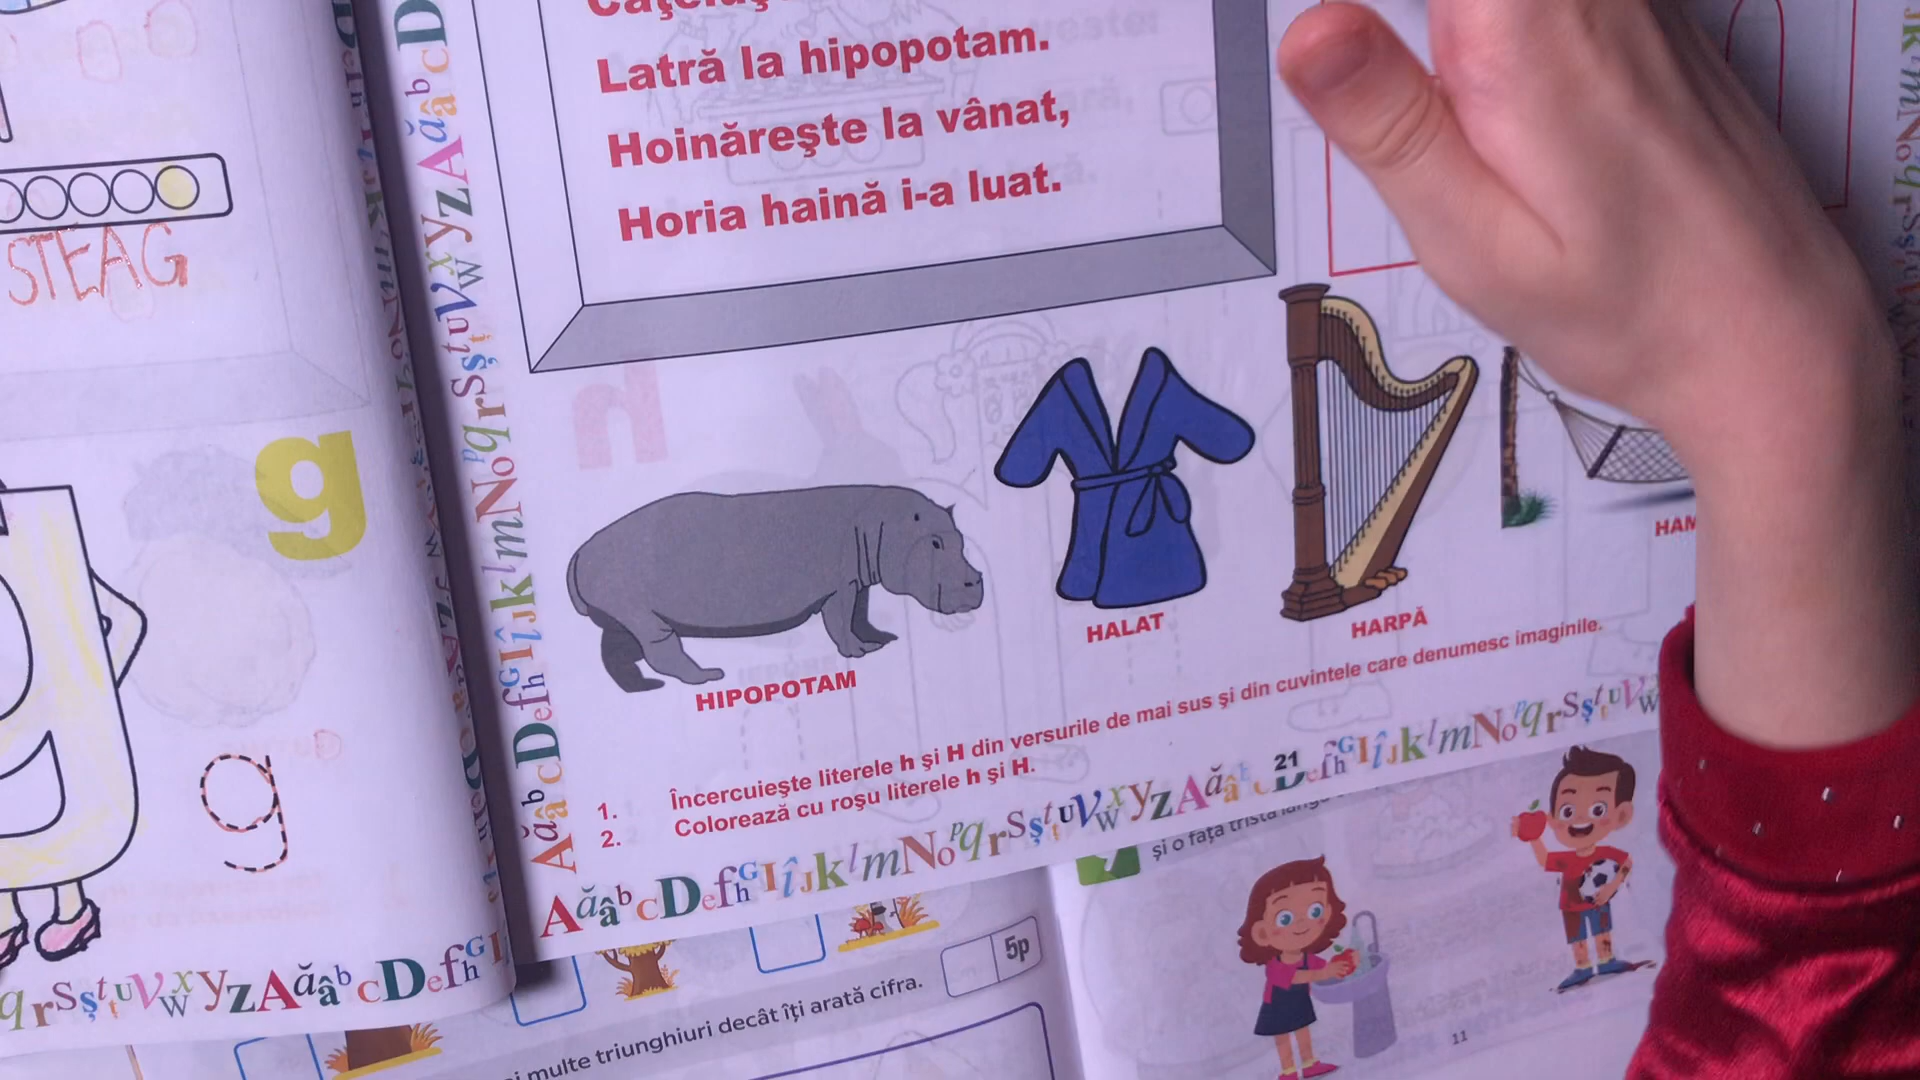 Latră la hipopotam.
Hoinăreşte la vânat,
Horia haină i-a luat.
STEAG
g
g
HIPOPOTAM
HALAT
HARPĂ
1. Încercuieşte literele h şi H din versurile de mai sus şi din cuvintele care denumesc imaginile.
2. Colorează cu roşu literele h şi H.
21
A ă â b c D e f h G I î J k l m N o p q r S ş t ţ u V w x y z A ă â
şi o faţa tristă
5p
multe triunghiuri decât îţi arată cifra.
11